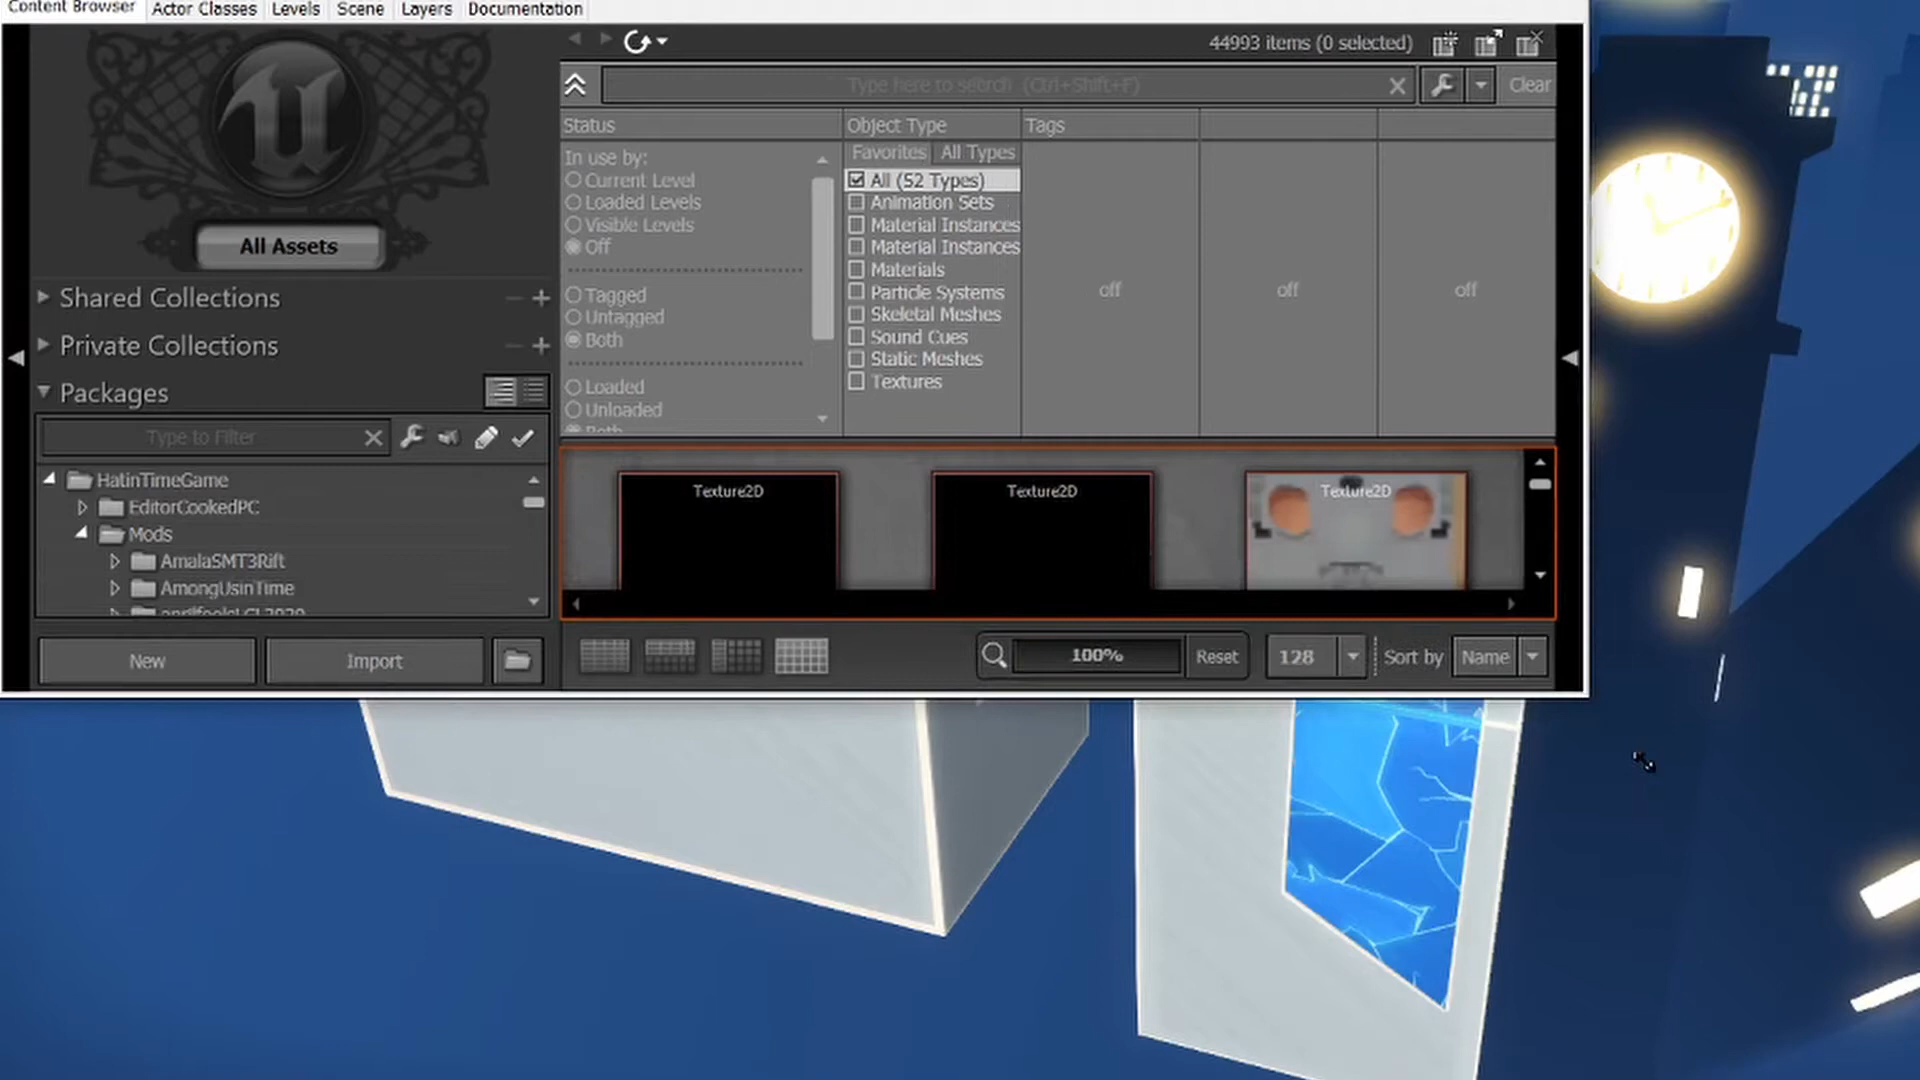 Content Browser Actor Classes Levels Scene Layers Documentation
44993 items (0 selected)
Type here to search (Ctrl+Shift+F)
Clear
Status
Object Type
Tags
In use by:
Current Level
Loaded Levels
Visible Levels
Off
Tagged
Untagged
Both
Loaded
Unloaded
Both
Favorites All Types
All (52 Types)
Animation Sets
Material Instances
Material Instances
Materials
Particle Systems
Skeletal Meshes
Sound Cues
Static Meshes
Textures
off
off
off
All Assets
Shared Collections
Private Collections
Packages
Type to Filter
HatinTimeGame
EditorCookedPC
Mods
AmalaSMT3Rift
AmongUsinTime
aprilfoolsLGL2020
New Import
Texture2D
Texture2D
Texture2D
100% Reset 128 Sort by Name